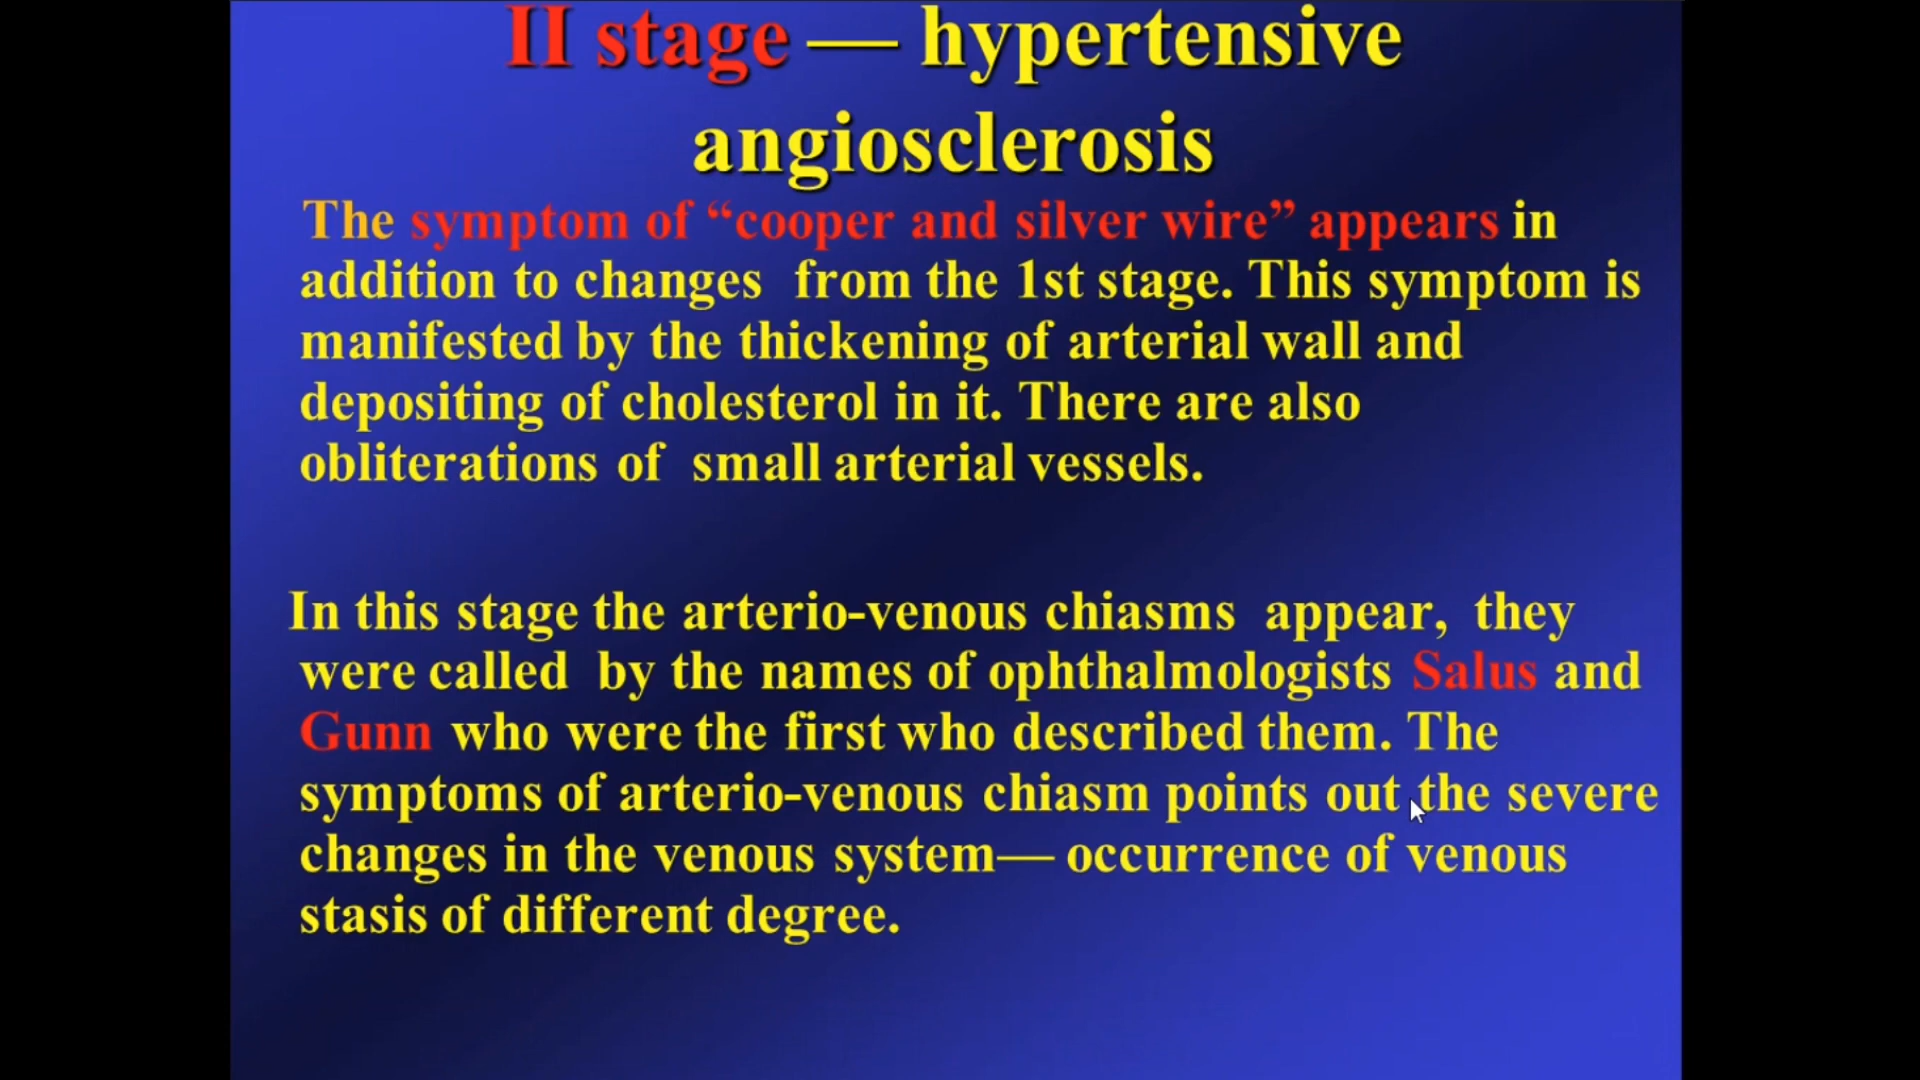 II stage — hypertensive
angiosclerosis
The symptom of “cooper and silver wire” appears in
addition to changes from the 1st stage. This symptom is
manifested by the thickening of arterial wall and
depositing of cholesterol in it. There are also
obliterations of small arterial vessels.
In this stage the arterio-venous chiasms appear, they
were called by the names of ophthalmologists Salus and
Gunn who were the first who described them. The
symptoms of arterio-venous chiasm points out the severe
changes in the venous system— occurrence of venous
stasis of different degree.